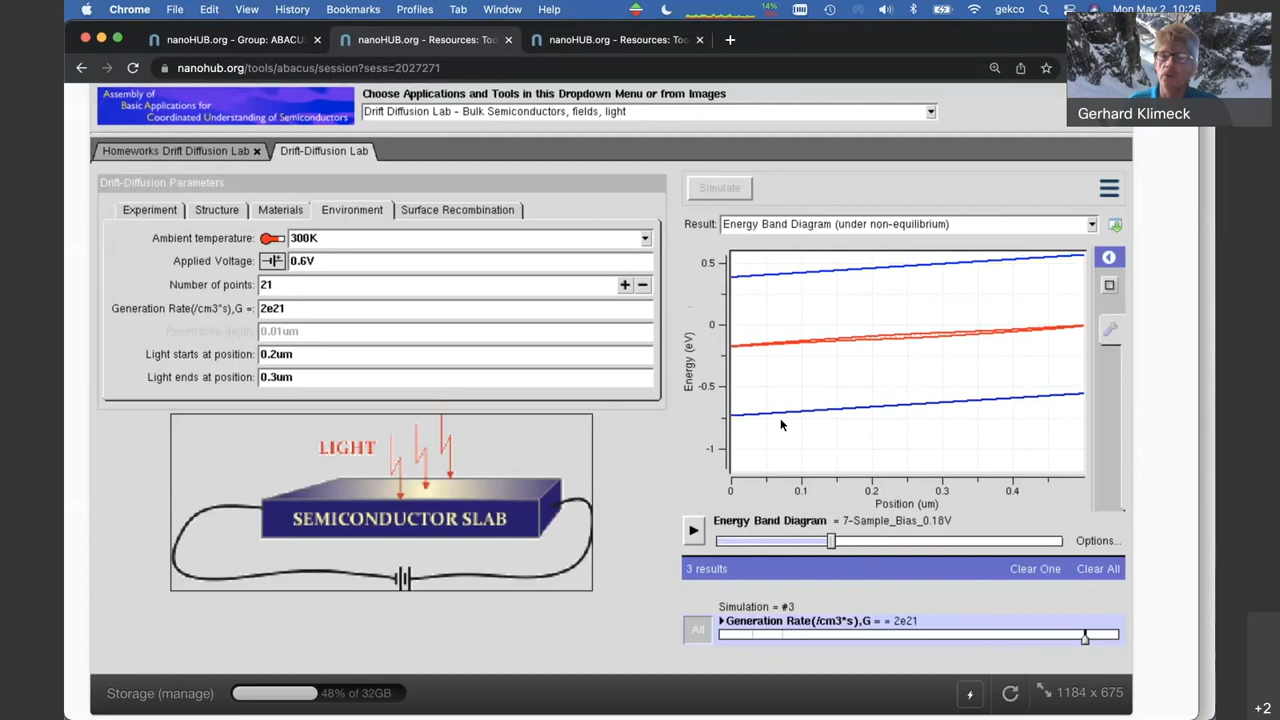 Chrome File Edit View History Bookmarks Profiles Tab Window Help 14% gekco Mon May 2 10:26
nanoHUB.org - Group: ABACUS × nanoHUB.org - Resources: Too × nanoHUB.org - Resources: Too × +
nanohub.org/tools/abacus/session?sess=2027271
Gerhard Klimeck
Assembly of
Basic Applications for
Coordinated Understanding of Semiconductors
Choose Applications and Tools in this Dropdown Menu or from Images
Drift Diffusion Lab - Bulk Semiconductors, fields, light
Homeworks Drift Diffusion Lab × Drift-Diffusion Lab
Drift-Diffusion Parameters
Experiment Structure Materials Environment Surface Recombination
Ambient temperature: 300K
Applied Voltage: 0.6V
Number of points: 21
Generation Rate(/cm3*s),G =: 2e21
Penetration depth: 0.01um
Light starts at position: 0.2um
Light ends at position: 0.3um
LIGHT
SEMICONDUCTOR SLAB
Simulate
Result: Energy Band Diagram (under non-equilibrium)
0.5
0
-0.5
-1
Energy (eV)
0 0.1 0.2 0.3 0.4
Position (um)
Energy Band Diagram = 7-Sample_Bias_0.18V
Options...
3 results Clear One Clear All
Simulation = #3
All Generation Rate(/cm3*s),G = = 2e21
Storage (manage) 48% of 32GB 1184 x 675
+2